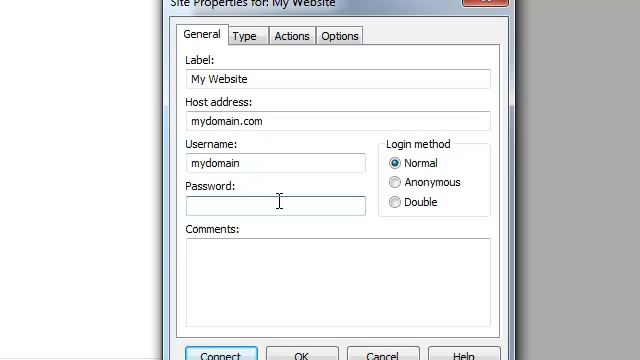 Site Properties for: My Website
General Type Actions Options
Label:
My Website
Host address:
mydomain.com
Username:
Login method
mydomain
Normal
Password:
Anonymous
Double
Comments:
Connect OK Cancel Help